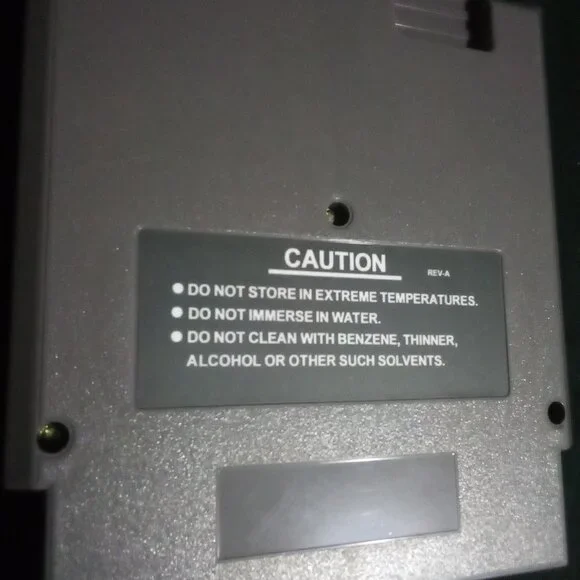 CAUTION
REV-A
● DO NOT STORE IN EXTREME TEMPERATURES.
● DO NOT IMMERSE IN WATER.
● DO NOT CLEAN WITH BENZENE, THINNER,
ALCOHOL OR OTHER SUCH SOLVENTS.